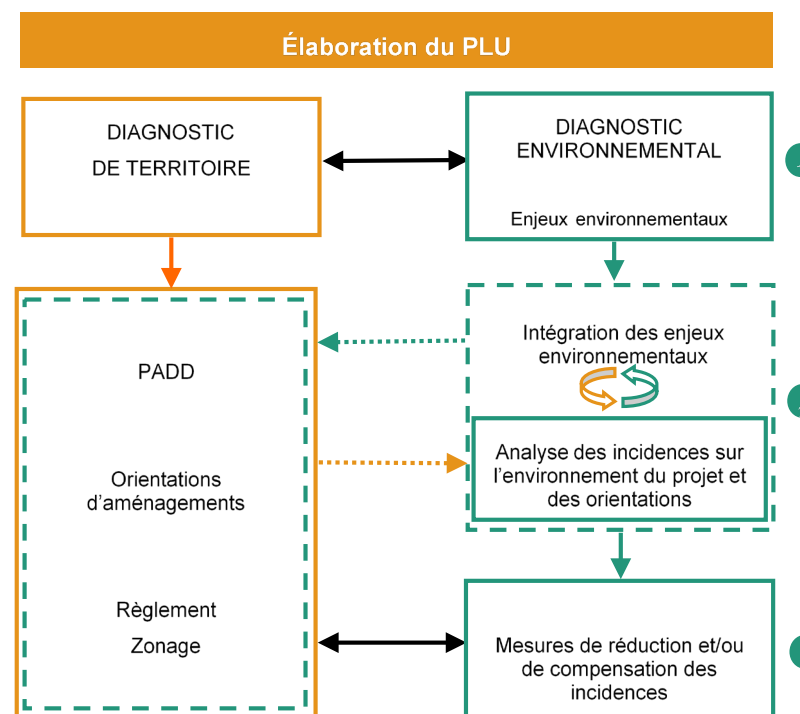 Élaboration du PLU
DIAGNOSTIC
DE TERRITOIRE
DIAGNOSTIC
ENVIRONNEMENTAL
Enjeux environnementaux
PADD
Orientations
d’aménagements
Règlement
Zonage
Intégration des enjeux
environnementaux
Analyse des incidences sur
l’environnement du projet et
des orientations
Mesures de réduction et/ou
de compensation des
incidences